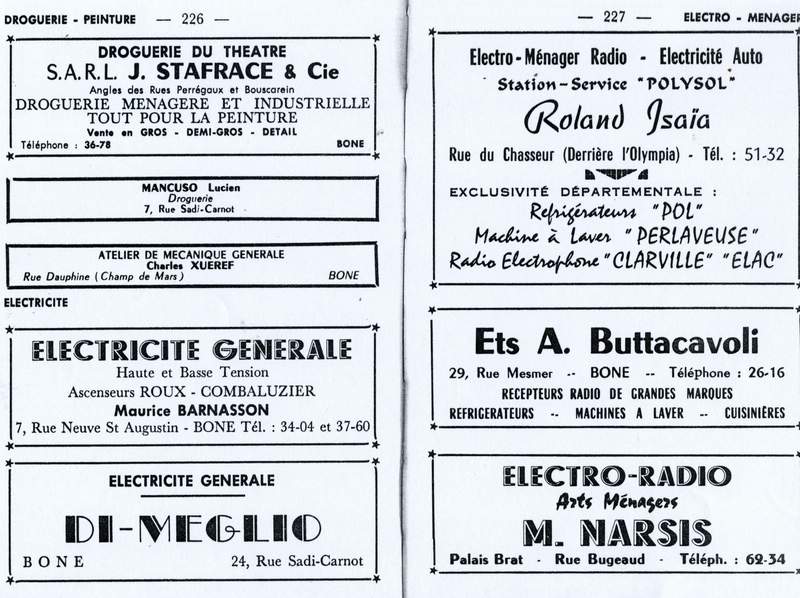 DROGUERIE - PEINTURE — 226 —
DROGUERIE DU THEATRE
S.A.R.L. J. STAFRACE & Cie
Angles des Rues Perrégaux et Bouscarein
DROGUERIE MENAGERE ET INDUSTRIELLE
TOUT POUR LA PEINTURE
Vente en GROS - DEMI-GROS - DETAIL
Téléphone : 36-78 BONE
MANCUSO Lucien
Droguerie
7, Rue Sadi-Carnot
ATELIER DE MECANIQUE GENERALE
Charles XUEREF
Rue Dauphine (Champ de Mars) BONE
ELECTRICITE
ELECTRICITE GENERALE
Haute et Basse Tension
Ascenseurs ROUX - COMBALUZIER
Maurice BARNASSON
7, Rue Neuve St Augustin - BONE Tél. : 34-04 et 37-60
ELECTRICITE GENERALE
DI-MEGLIO
BONE 24, Rue Sadi-Carnot
— 227 — ELECTRO - MENAGER
Electro-Ménager Radio - Electricité Auto
Station-Service "POLYSOL"
Roland Isaïa
Rue du Chasseur (Derrière l'Olympia) - Tél. : 51-32
EXCLUSIVITÉ DÉPARTEMENTALE :
Refrigérateurs "POL"
Machine à Laver "PERLAVEUSE"
Radio Electrophone "CLARVILLE" "ELAC"
Ets A. Buttacavoli
29, Rue Mesmer -- BONE -- Téléphone : 26-16
RECEPTEURS RADIO DE GRANDES MARQUES
REFRIGERATEURS -- MACHINES A LAVER -- CUISINIÈRES
ELECTRO-RADIO
Arts Ménagers
M. NARSIS
Palais Brat - Rue Bugeaud - Téléph. : 62-34